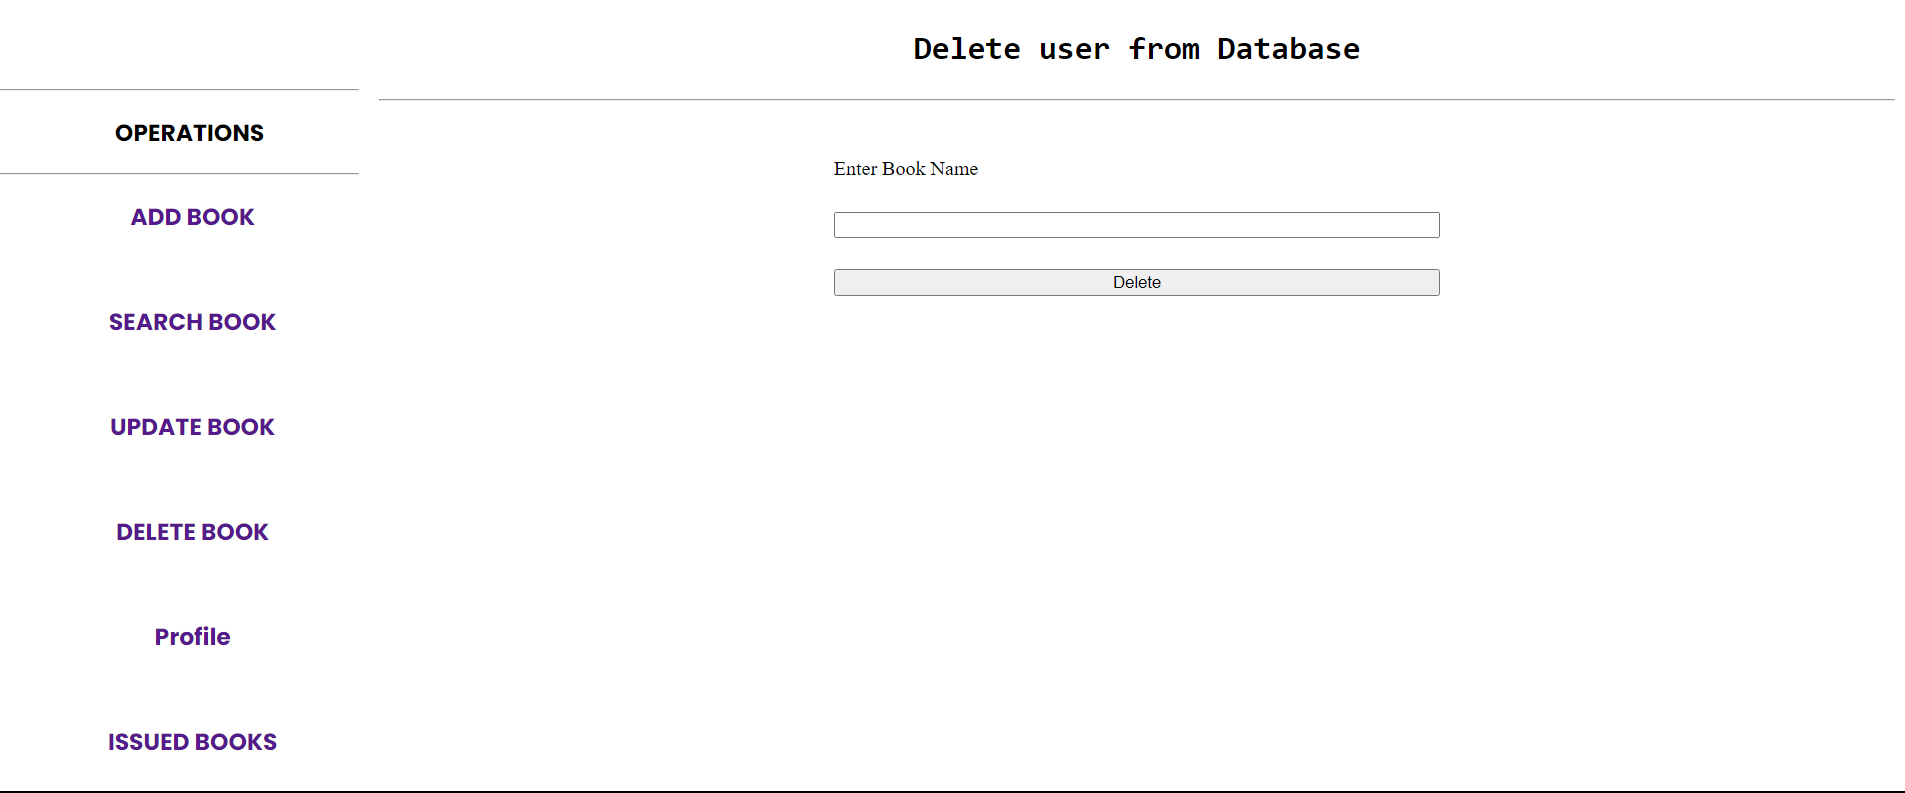 Delete user from Database
OPERATIONS
ADD BOOK
SEARCH BOOK
UPDATE BOOK
DELETE BOOK
Profile
ISSUED BOOKS
Enter Book Name
Delete